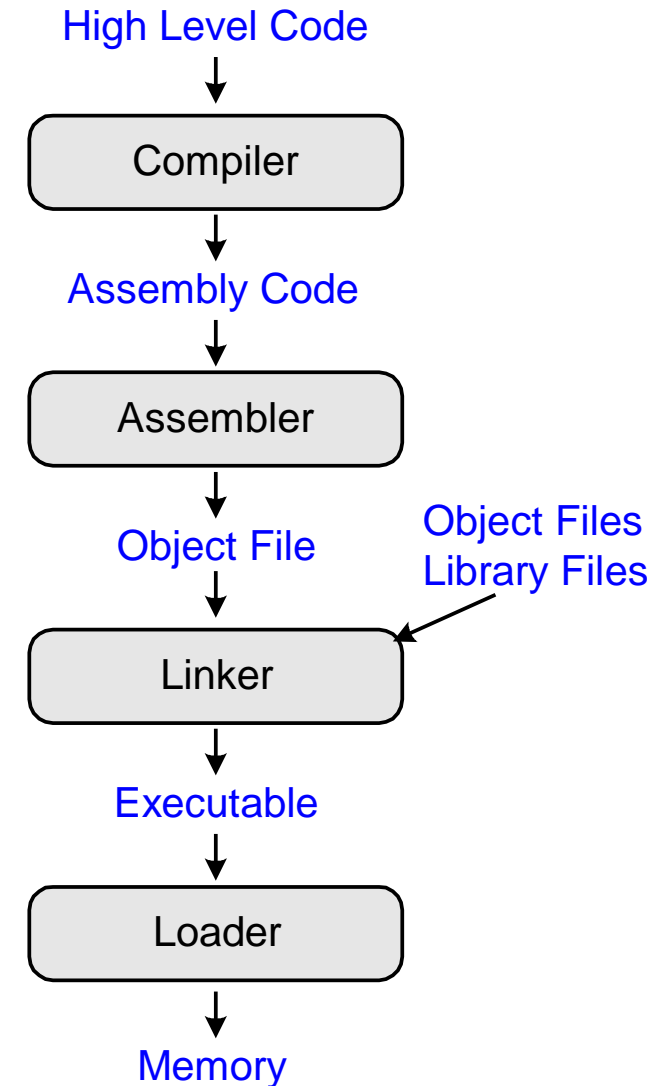 High Level Code
Compiler
Assembly Code
Assembler
Object File
Object Files
Library Files
Linker
Executable
Loader
Memory